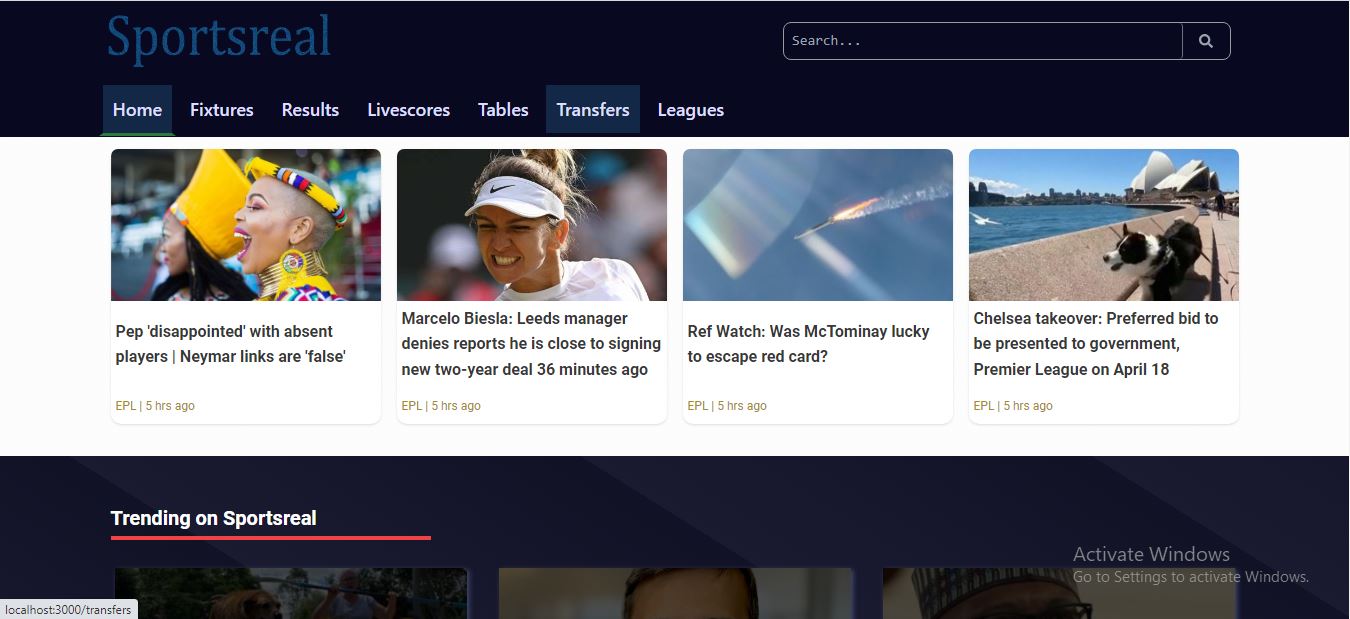 Sportsreal
Search...
Home Fixtures Results Livescores Tables Transfers Leagues
Pep 'disappointed' with absent
players | Neymar links are 'false'
EPL | 5 hrs ago
Marcelo Biesla: Leeds manager
denies reports he is close to signing
new two-year deal 36 minutes ago
EPL | 5 hrs ago
Ref Watch: Was McTominay lucky
to escape red card?
EPL | 5 hrs ago
Chelsea takeover: Preferred bid to
be presented to government,
Premier League on April 18
EPL | 5 hrs ago
Trending on Sportsreal
Activate Windows
Go to Settings to activate Windows.
localhost:3000/transfers